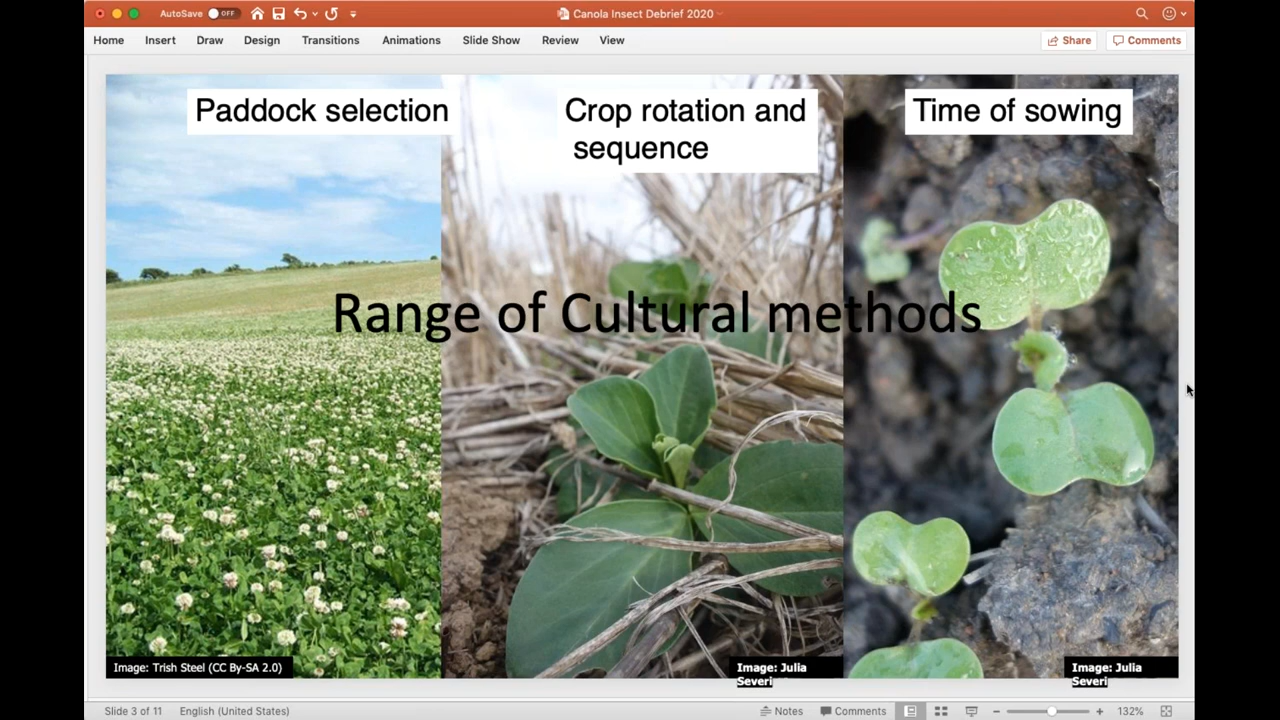 AutoSave OFF
Canola Insect Debrief 2020
Home Insert Draw Design Transitions Animations Slide Show Review View Share Comments
Paddock selection
Crop rotation and
sequence
Time of sowing
Range of Cultural methods
Image: Trish Steel (CC By-SA 2.0)
Image: Julia
Severi
Image: Julia
Severi
Slide 3 of 11 English (United States) Notes Comments 132%